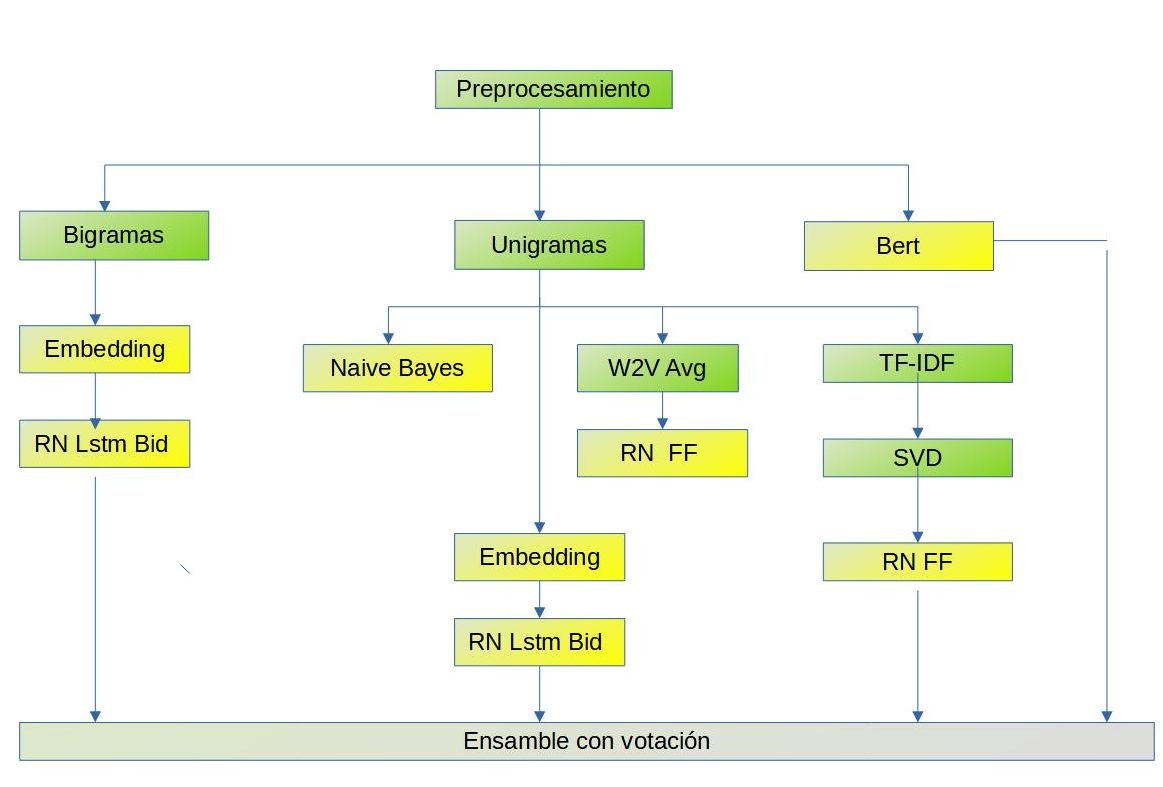 Preprocesamiento
Bigramas
Unigramas
Bert
Embedding
Naive Bayes
W2V Avg
TF-IDF
RN Lstm Bid
RN  FF
SVD
Embedding
RN FF
RN Lstm Bid
Ensamble con votación